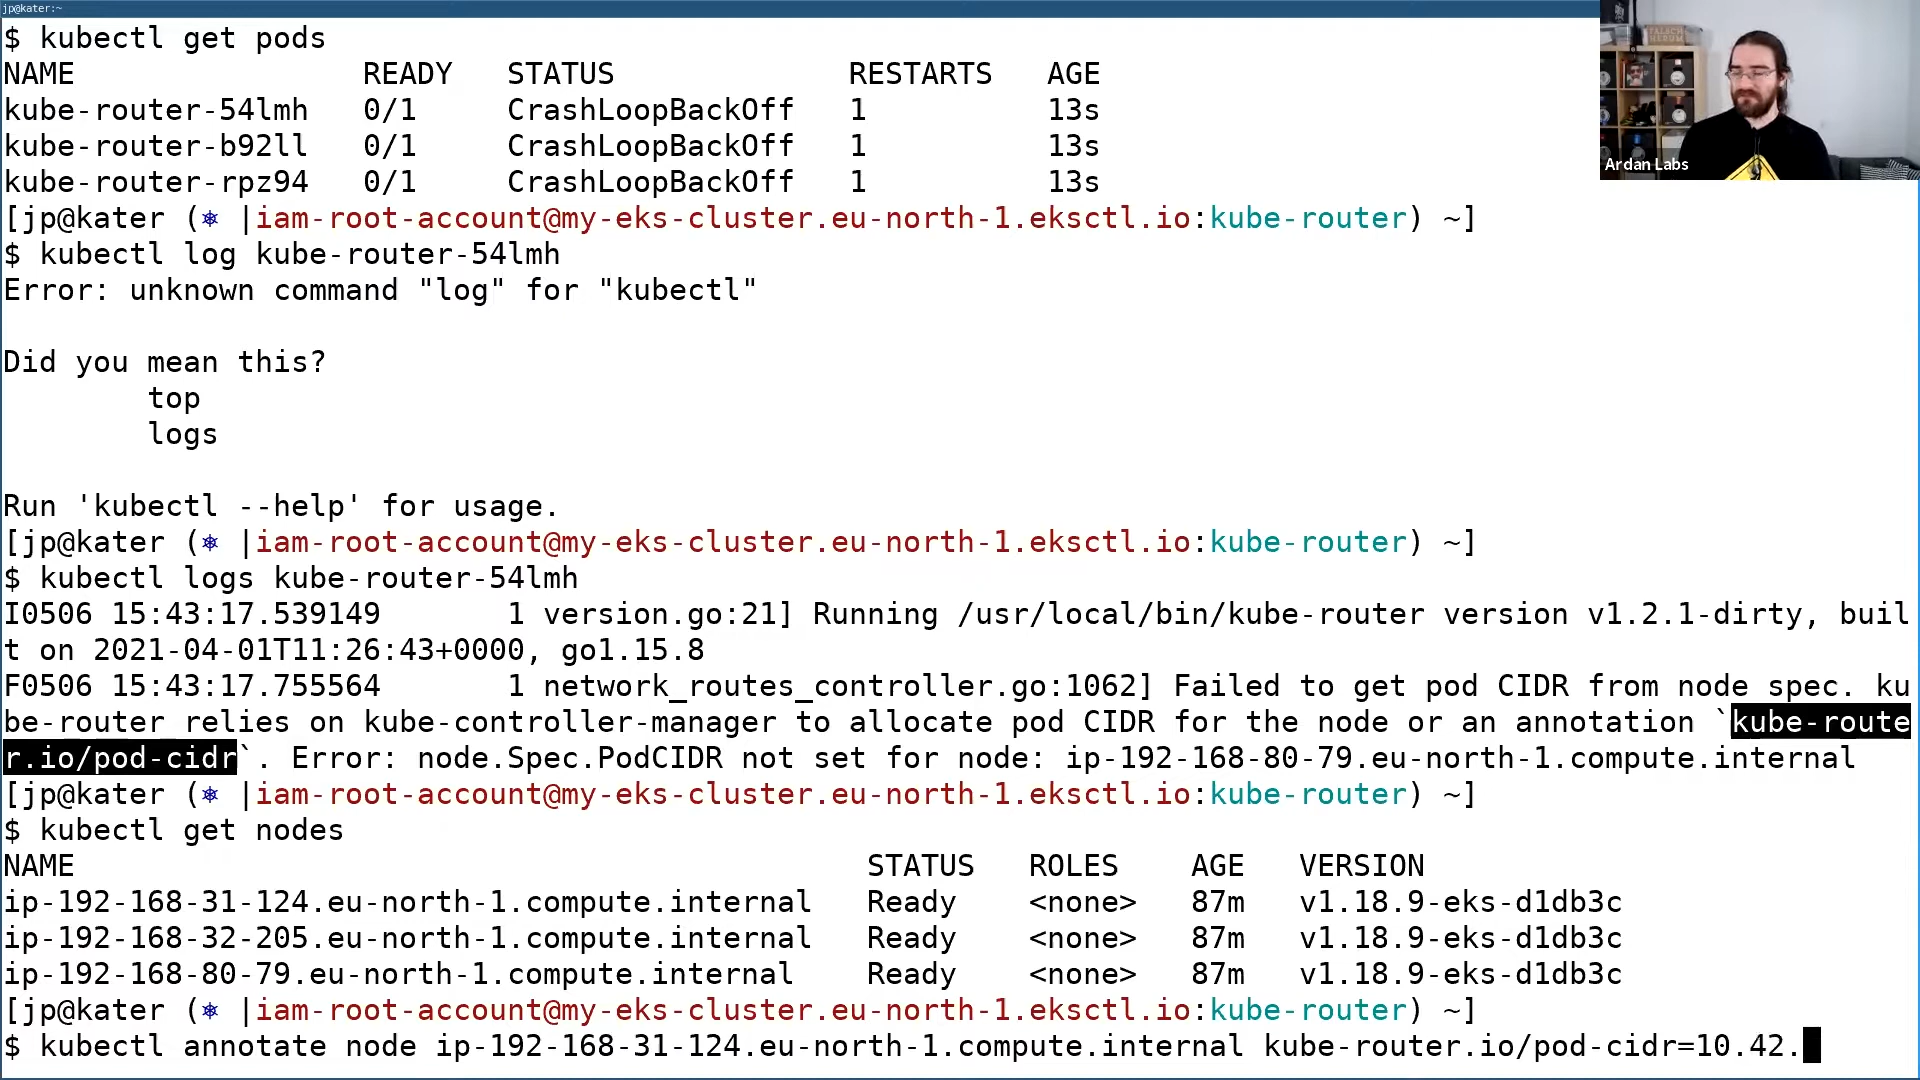 jp@kater:~
$ kubectl get pods
NAME                READY   STATUS             RESTARTS   AGE
kube-router-54lmh   0/1     CrashLoopBackOff   1          13s
kube-router-b92ll   0/1     CrashLoopBackOff   1          13s
kube-router-rpz94   0/1     CrashLoopBackOff   1          13s
Ardan Labs
[jp@kater (⎈ |iam-root-account@my-eks-cluster.eu-north-1.eksctl.io:kube-router) ~]
$ kubectl log kube-router-54lmh
Error: unknown command "log" for "kubectl"
Did you mean this?
        top
        logs
Run 'kubectl --help' for usage.
[jp@kater (⎈ |iam-root-account@my-eks-cluster.eu-north-1.eksctl.io:kube-router) ~]
$ kubectl logs kube-router-54lmh
I0506 15:43:17.539149       1 version.go:21] Running /usr/local/bin/kube-router version v1.2.1-dirty, buil
t on 2021-04-01T11:26:43+0000, go1.15.8
F0506 15:43:17.755564       1 network_routes_controller.go:1062] Failed to get pod CIDR from node spec. ku
be-router relies on kube-controller-manager to allocate pod CIDR for the node or an annotation `kube-route
r.io/pod-cidr`. Error: node.Spec.PodCIDR not set for node: ip-192-168-80-79.eu-north-1.compute.internal
[jp@kater (⎈ |iam-root-account@my-eks-cluster.eu-north-1.eksctl.io:kube-router) ~]
$ kubectl get nodes
NAME                                            STATUS   ROLES    AGE   VERSION
ip-192-168-31-124.eu-north-1.compute.internal   Ready    <none>   87m   v1.18.9-eks-d1db3c
ip-192-168-32-205.eu-north-1.compute.internal   Ready    <none>   87m   v1.18.9-eks-d1db3c
ip-192-168-80-79.eu-north-1.compute.internal    Ready    <none>   87m   v1.18.9-eks-d1db3c
[jp@kater (⎈ |iam-root-account@my-eks-cluster.eu-north-1.eksctl.io:kube-router) ~]
$ kubectl annotate node ip-192-168-31-124.eu-north-1.compute.internal kube-router.io/pod-cidr=10.42.